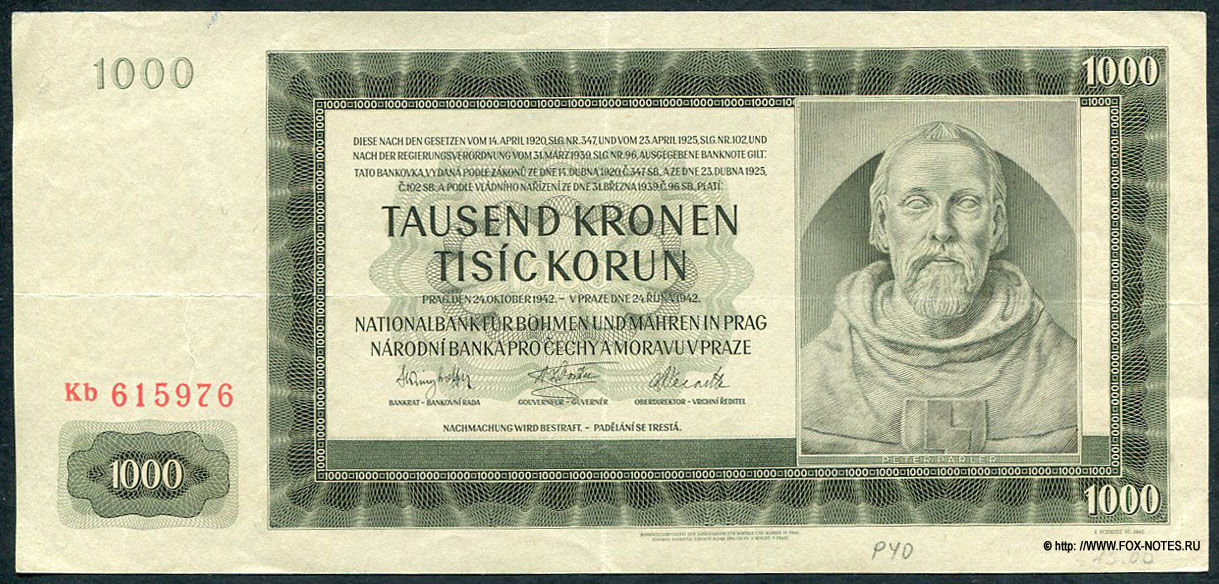 1000
1000
DIESE NACH DEN GESETZEN VOM 14. APRIL 1920, SLG. NR. 347, UND VOM 23. APRIL 1925, SLG. NR. 102, UND
NACH DER REGIERUNGSVERORDNUNG VOM 31. MÄRZ 1939, SLG. NR. 96, AUSGEGEBENE BANKNOTE GILT.
TATO BANKOVKA, VYDANÁ PODLE ZÁKONŮ ZE DNE 14. DUBNA 1920, Č. 347 SB., A ZE DNE 23. DUBNA 1925,
Č. 102 SB., A PODLE VLÁDNÍHO NAŘÍZENÍ ZE DNE 31. BŘEZNA 1939, Č. 96 SB., PLATÍ:
TAUSEND KRONEN
TISÍC KORUN
PRAG, DEN 24. OKTOBER 1942. – V PRAZE DNE 24. ŘÍJNA 1942.
NATIONALBANK FÜR BÖHMEN UND MÄHREN IN PRAG
NÁRODNÍ BANKA PRO ČECHY A MORAVU V PRAZE
BANKRAT – BANKOVNÍ RADA
GOUVERNEUR – GUVERNÉR
OBERDIREKTOR – VRCHNÍ ŘEDITEL
NACHMACHUNG WIRD BESTRAFT. – PADĚLÁNÍ SE TRESTÁ.
Kb 615976
1000
PETER PARLER
1000
PYD
© http: //WWW.FOX-NOTES.RU